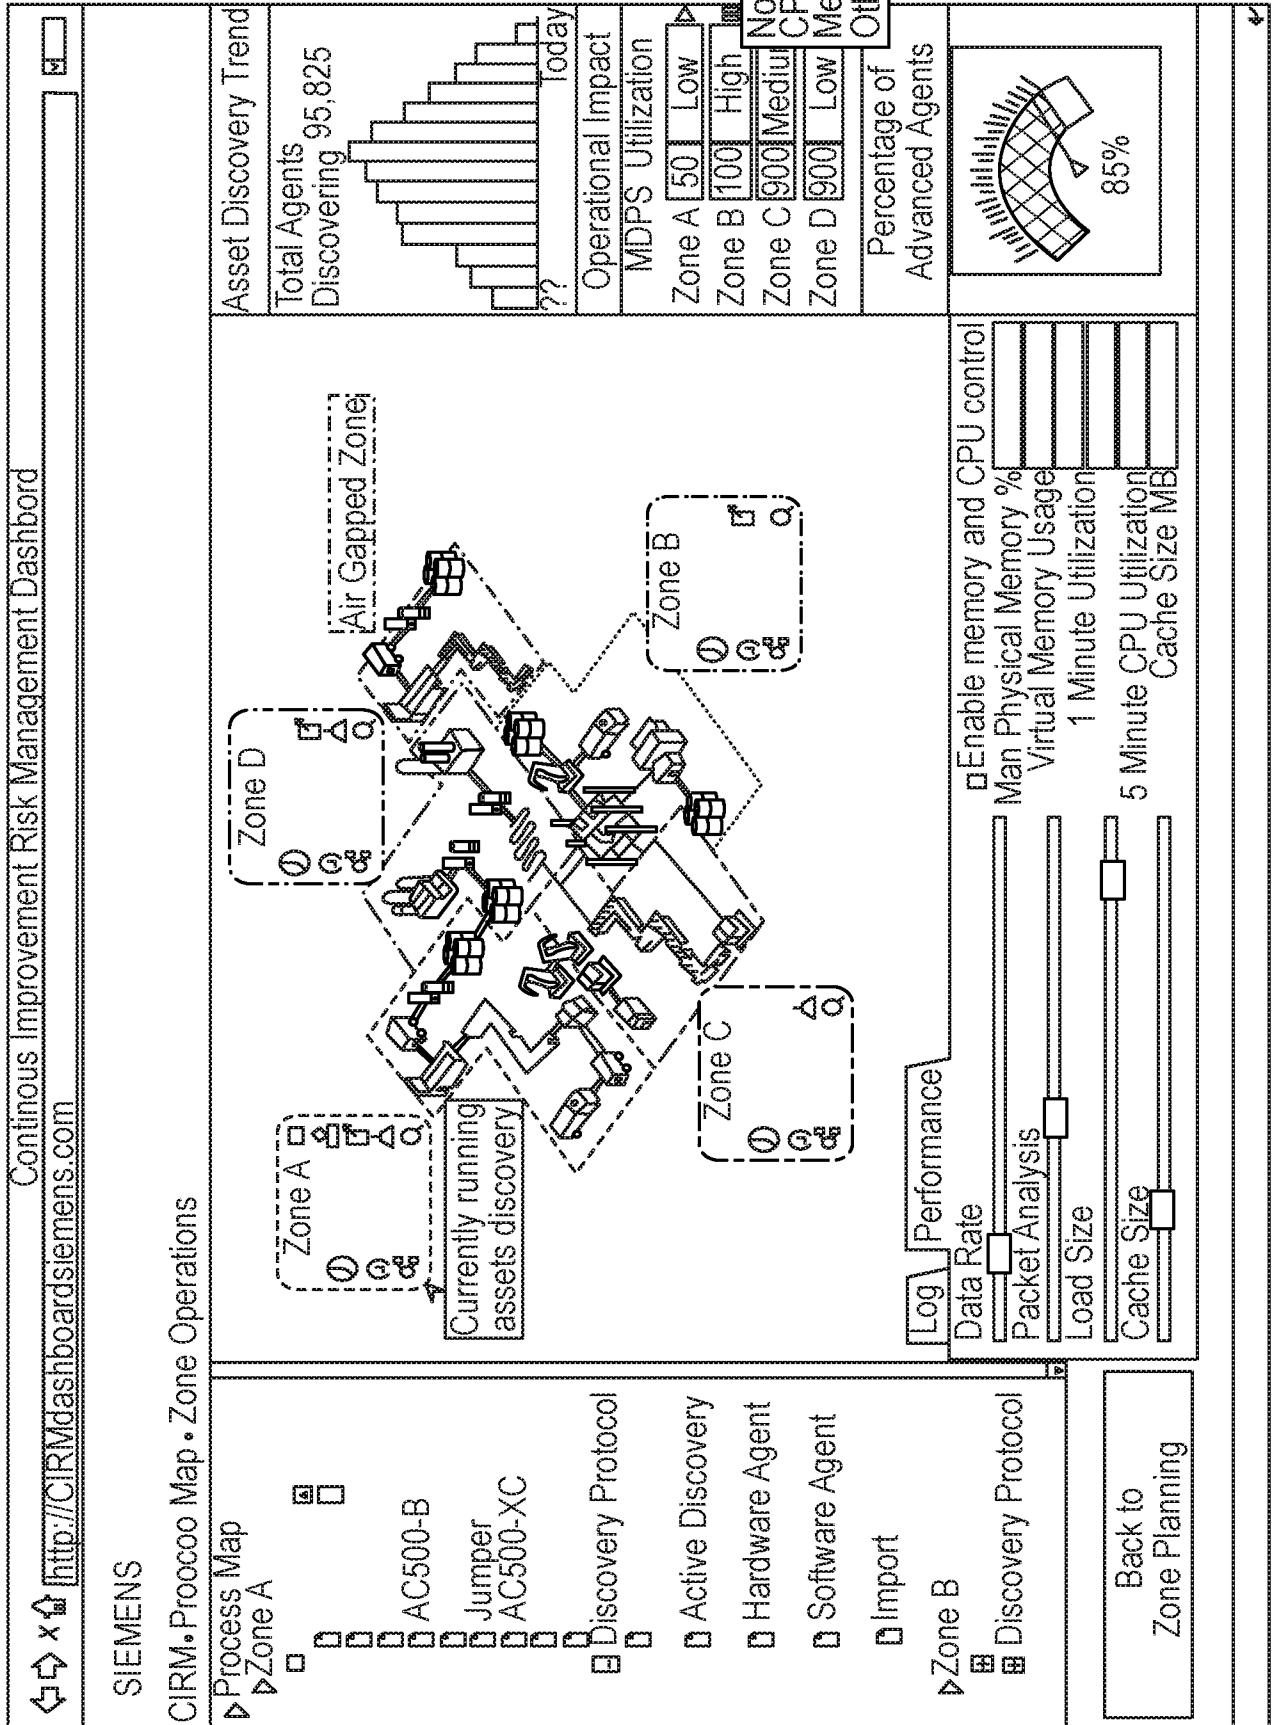 Continous Improvement Risk Management Dashbord
http://CIRMdashboardsiemens.com
SIEMENS
CIRM•Procoo Map • Zone Operations
Process Map
Zone A
AC500-B
Jumper
AC500-XC
Discovery Protocol
Active Discovery
Hardware Agent
Software Agent
Import
Zone B
Discovery Protocol
Back to
Zone Planning
Zone A
Currently running
assets discovery
Zone D
Air Gapped Zone
Zone C
Zone B
Log
Performance
Data Rate
Packet Analysis
Load Size
Cache Size
Enable memory and CPU control
Man Physical Memory %
Virtual Memory Usage
1 Minute Utilization
5 Minute CPU Utilization
Cache Size MB
Asset Discovery Trend
Total Agents
Discovering 95,825
??
Today
Operational Impact
MDPS Utilization
Zone A 50 Low
Zone B 100 High
Zone C 900 Medium
Zone D 900 Low
Percentage of
Advanced Agents
85%